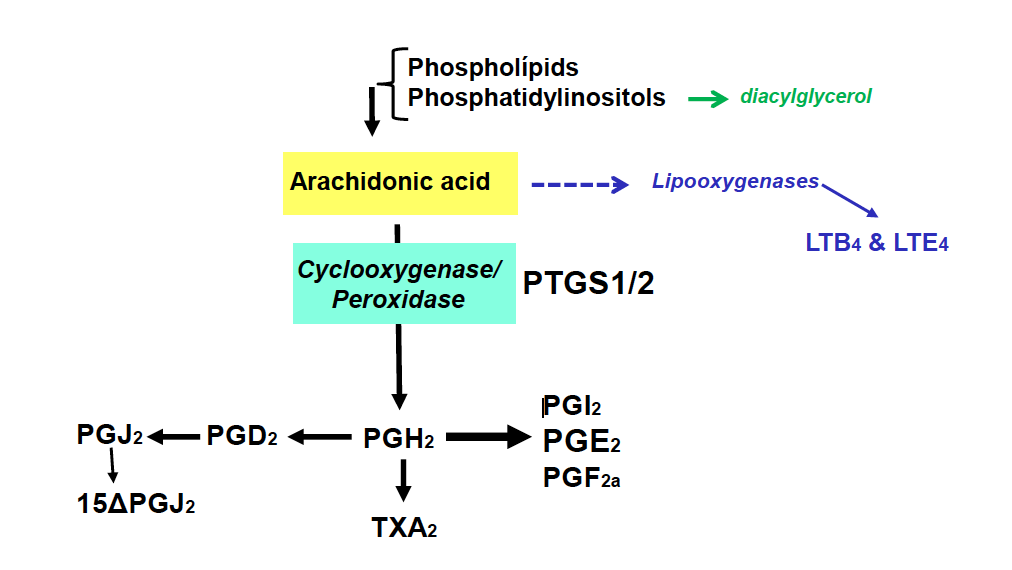 Phospholípids
Phosphatidylinositols
diacylglycerol
Arachidonic acid
Lipooxygenases
LTB4 & LTE4
Cyclooxygenase/
Peroxidase
PTGS1/2
PGI2
PGJ2
PGD2
PGH2
PGE2
PGF2a
15ΔPGJ2
TXA2